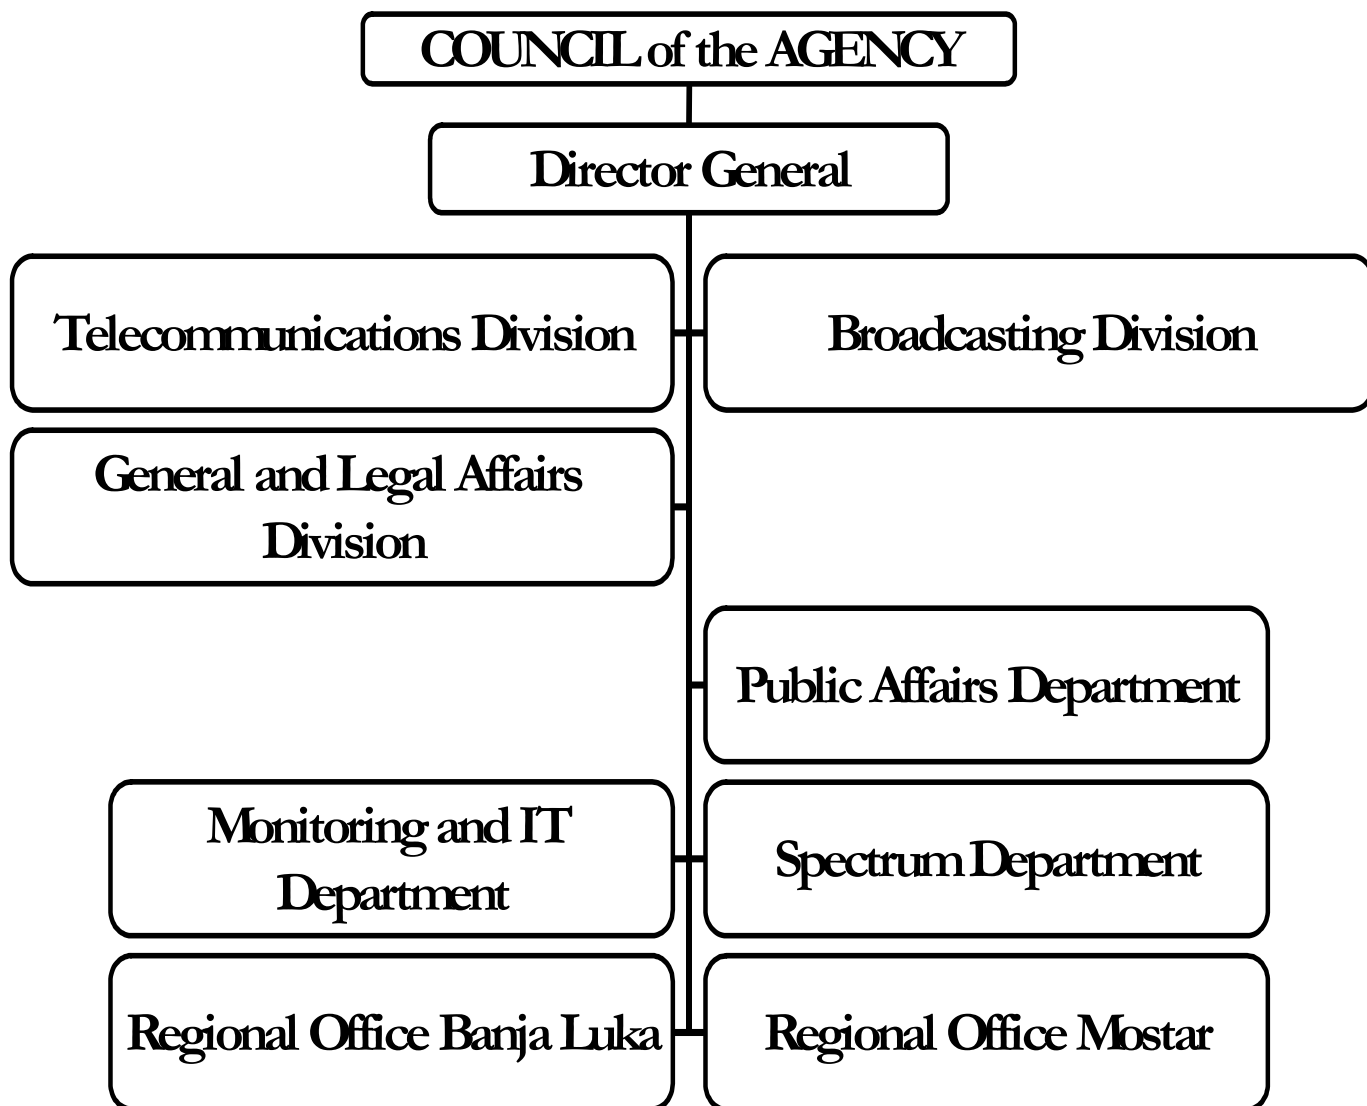 COUNCIL of the AGENCY
Director General
Telecommunications Division
Broadcasting Division
General and Legal Affairs
Division
Public Affairs Department
Monitoring and IT
Department
Spectrum Department
Regional Office Banja Luka
Regional Office Mostar